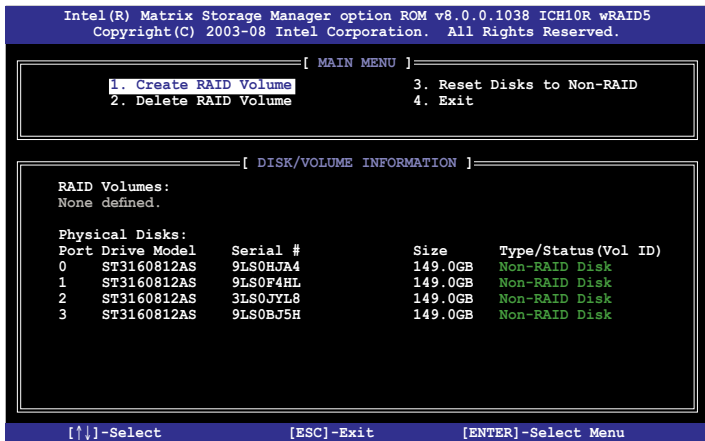 Intel(R) Matrix Storage Manager option ROM v8.0.0.1038 ICH10R wRAID5
Copyright(C) 2003-08 Intel Corporation. All Rights Reserved.
[ MAIN MENU ]
1. Create RAID Volume 3. Reset Disks to Non-RAID
2. Delete RAID Volume 4. Exit
[ DISK/VOLUME INFORMATION ]
RAID Volumes:
None defined.
Physical Disks:
Port Drive Model Serial # Size Type/Status(Vol ID)
0 ST3160812AS 9LS0HJA4 149.0GB Non-RAID Disk
1 ST3160812AS 9LS0F4HL 149.0GB Non-RAID Disk
2 ST3160812AS 3LS0JYL8 149.0GB Non-RAID Disk
3 ST3160812AS 9LS0BJ5H 149.0GB Non-RAID Disk
[↑↓]-Select [ESC]-Exit [ENTER]-Select Menu